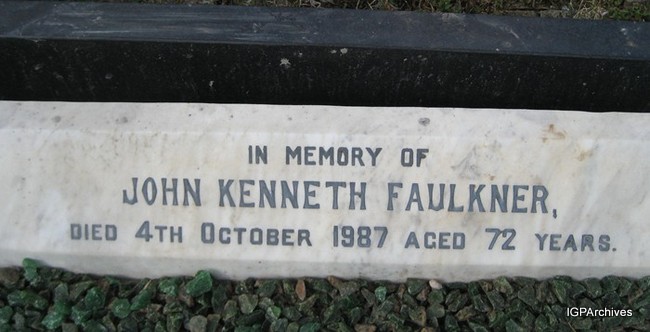 IN MEMORY OF
JOHN KENNETH FAULKNER,
DIED 4TH OCTOBER 1987 AGED 72 YEARS.
IGPArchives